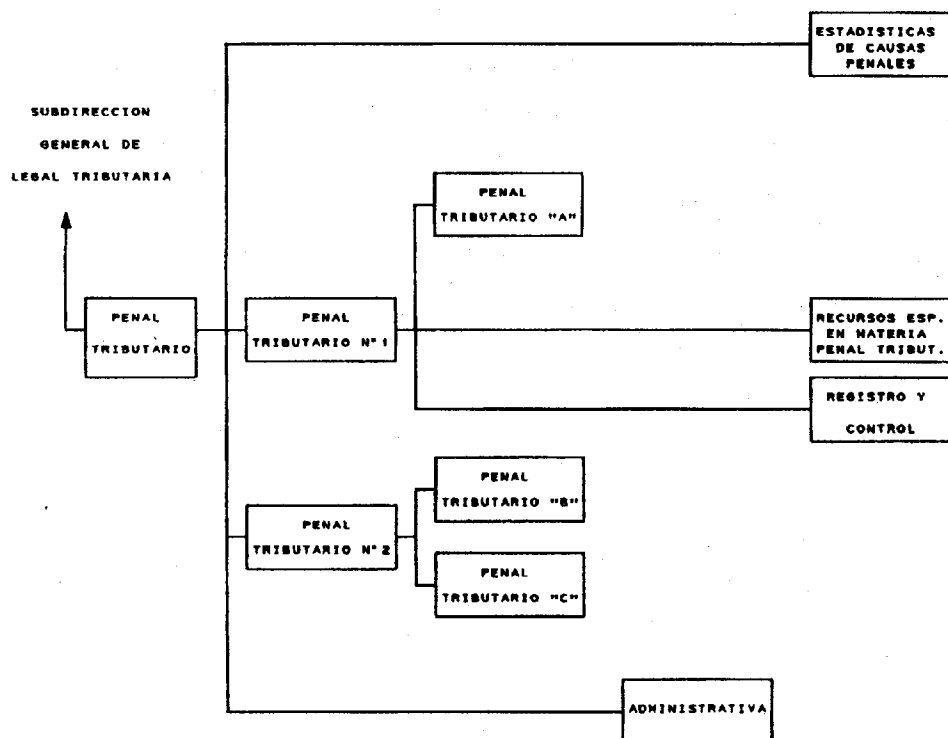 ESTADISTICAS
DE CAUSAS
PENALES
SUBDIRECCION
GENERAL DE
LEGAL TRIBUTARIA
PENAL
TRIBUTARIO "A"
PENAL
TRIBUTARIO
PENAL
TRIBUTARIO N° 1
RECURSOS ESP.
EN MATERIA
PENAL TRIBUT.
REGISTRO Y
CONTROL
PENAL
TRIBUTARIO "B"
PENAL
TRIBUTARIO N° 2
PENAL
TRIBUTARIO "C"
ADMINISTRATIVA